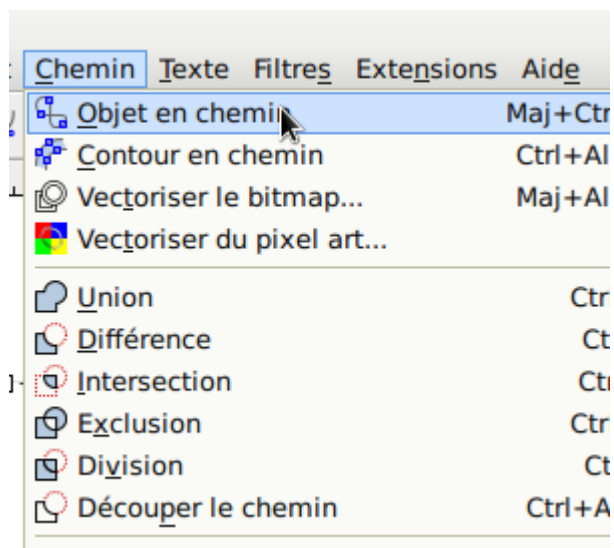 Chemin Texte Filtres Extensions Aide
Objet en chemin Maj+Ctr
Contour en chemin Ctrl+Al
Vectoriser le bitmap... Maj+Al
Vectoriser du pixel art...
Union Ctr
Différence Ct
Intersection Ctr
Exclusion Ctr
Division Ct
Découper le chemin Ctrl+A